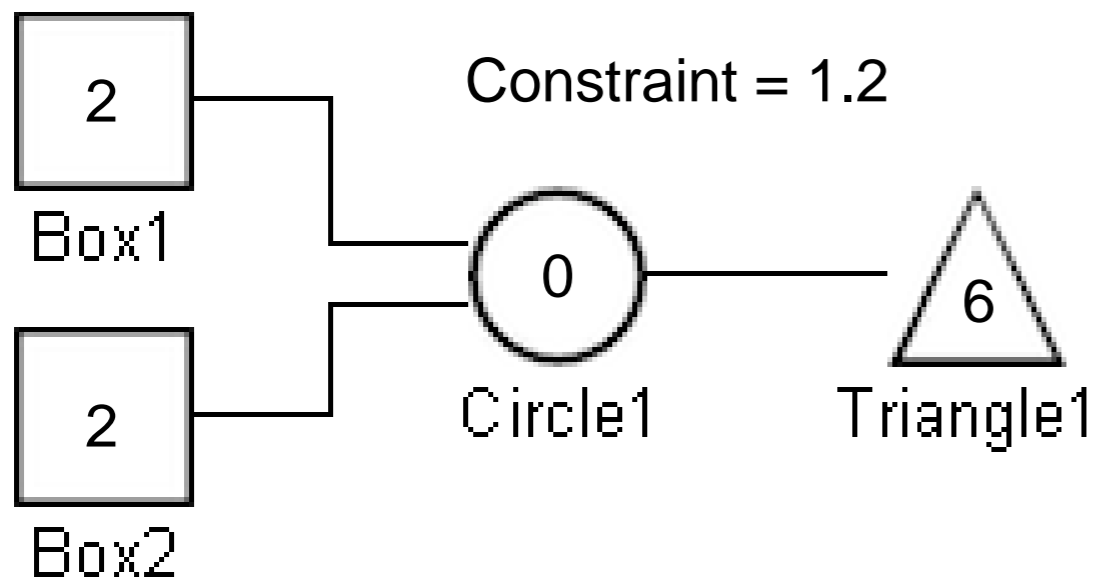 2
Constraint = 1.2
Box1
0
6
2
Circle1
Triangle1
Box2